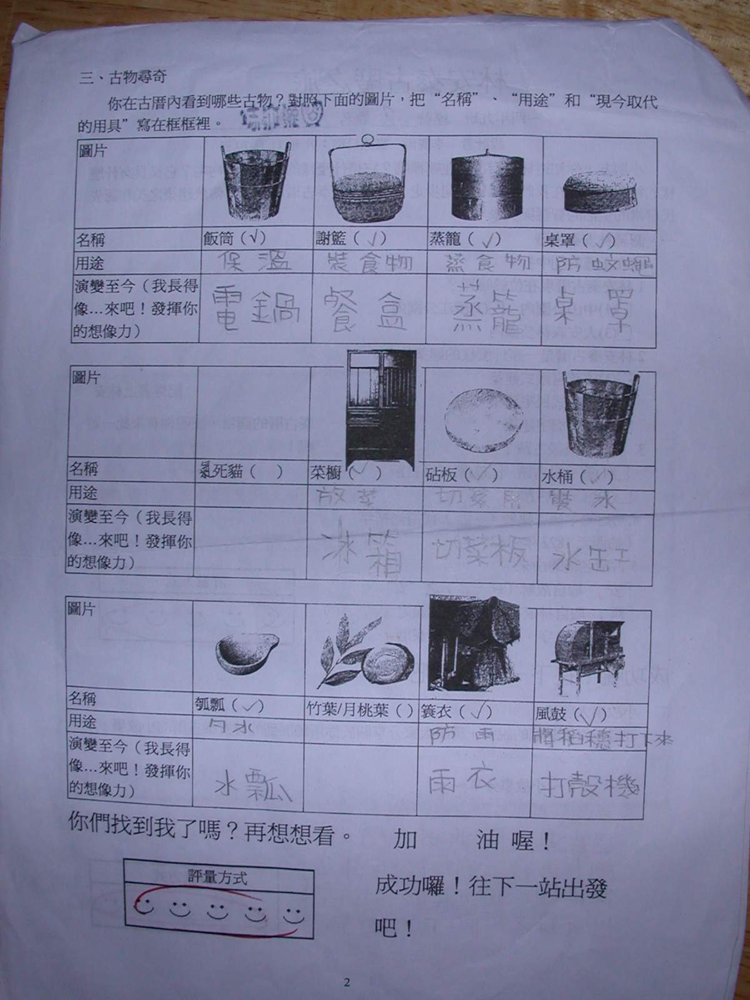 三、古物尋奇
你在古厝內看到哪些古物？對照下面的圖片，把“名稱”、“用途”和“現今取代
的用具”寫在框框裡。
圖片
名稱 飯筒（√） 謝籃（√） 蒸籠（√） 桌罩（√）
用途 保溫 裝食物 蒸食物 防蚊蠅
演變至今（我長得
像…來吧！發揮你
的想像力） 電鍋 餐盒 蒸籠 桌罩
圖片
名稱 氣死貓（ ） 菜櫥（√） 砧板（√） 水桶（√）
用途 放菜 切菜用 裝水
演變至今（我長得
像…來吧！發揮你
的想像力） 冰箱 切菜板 水缸
圖片
名稱 瓠瓢（√） 竹葉/月桃葉（ ） 簑衣（√） 風鼓（√）
用途 勺水 防雨 將稻穗打下來
演變至今（我長得
像…來吧！發揮你
的想像力） 水瓢 雨衣 打殼機
你們找到我了嗎？再想想看。 加 油 喔！
評量方式
成功囉！往下一站出發
吧！
2